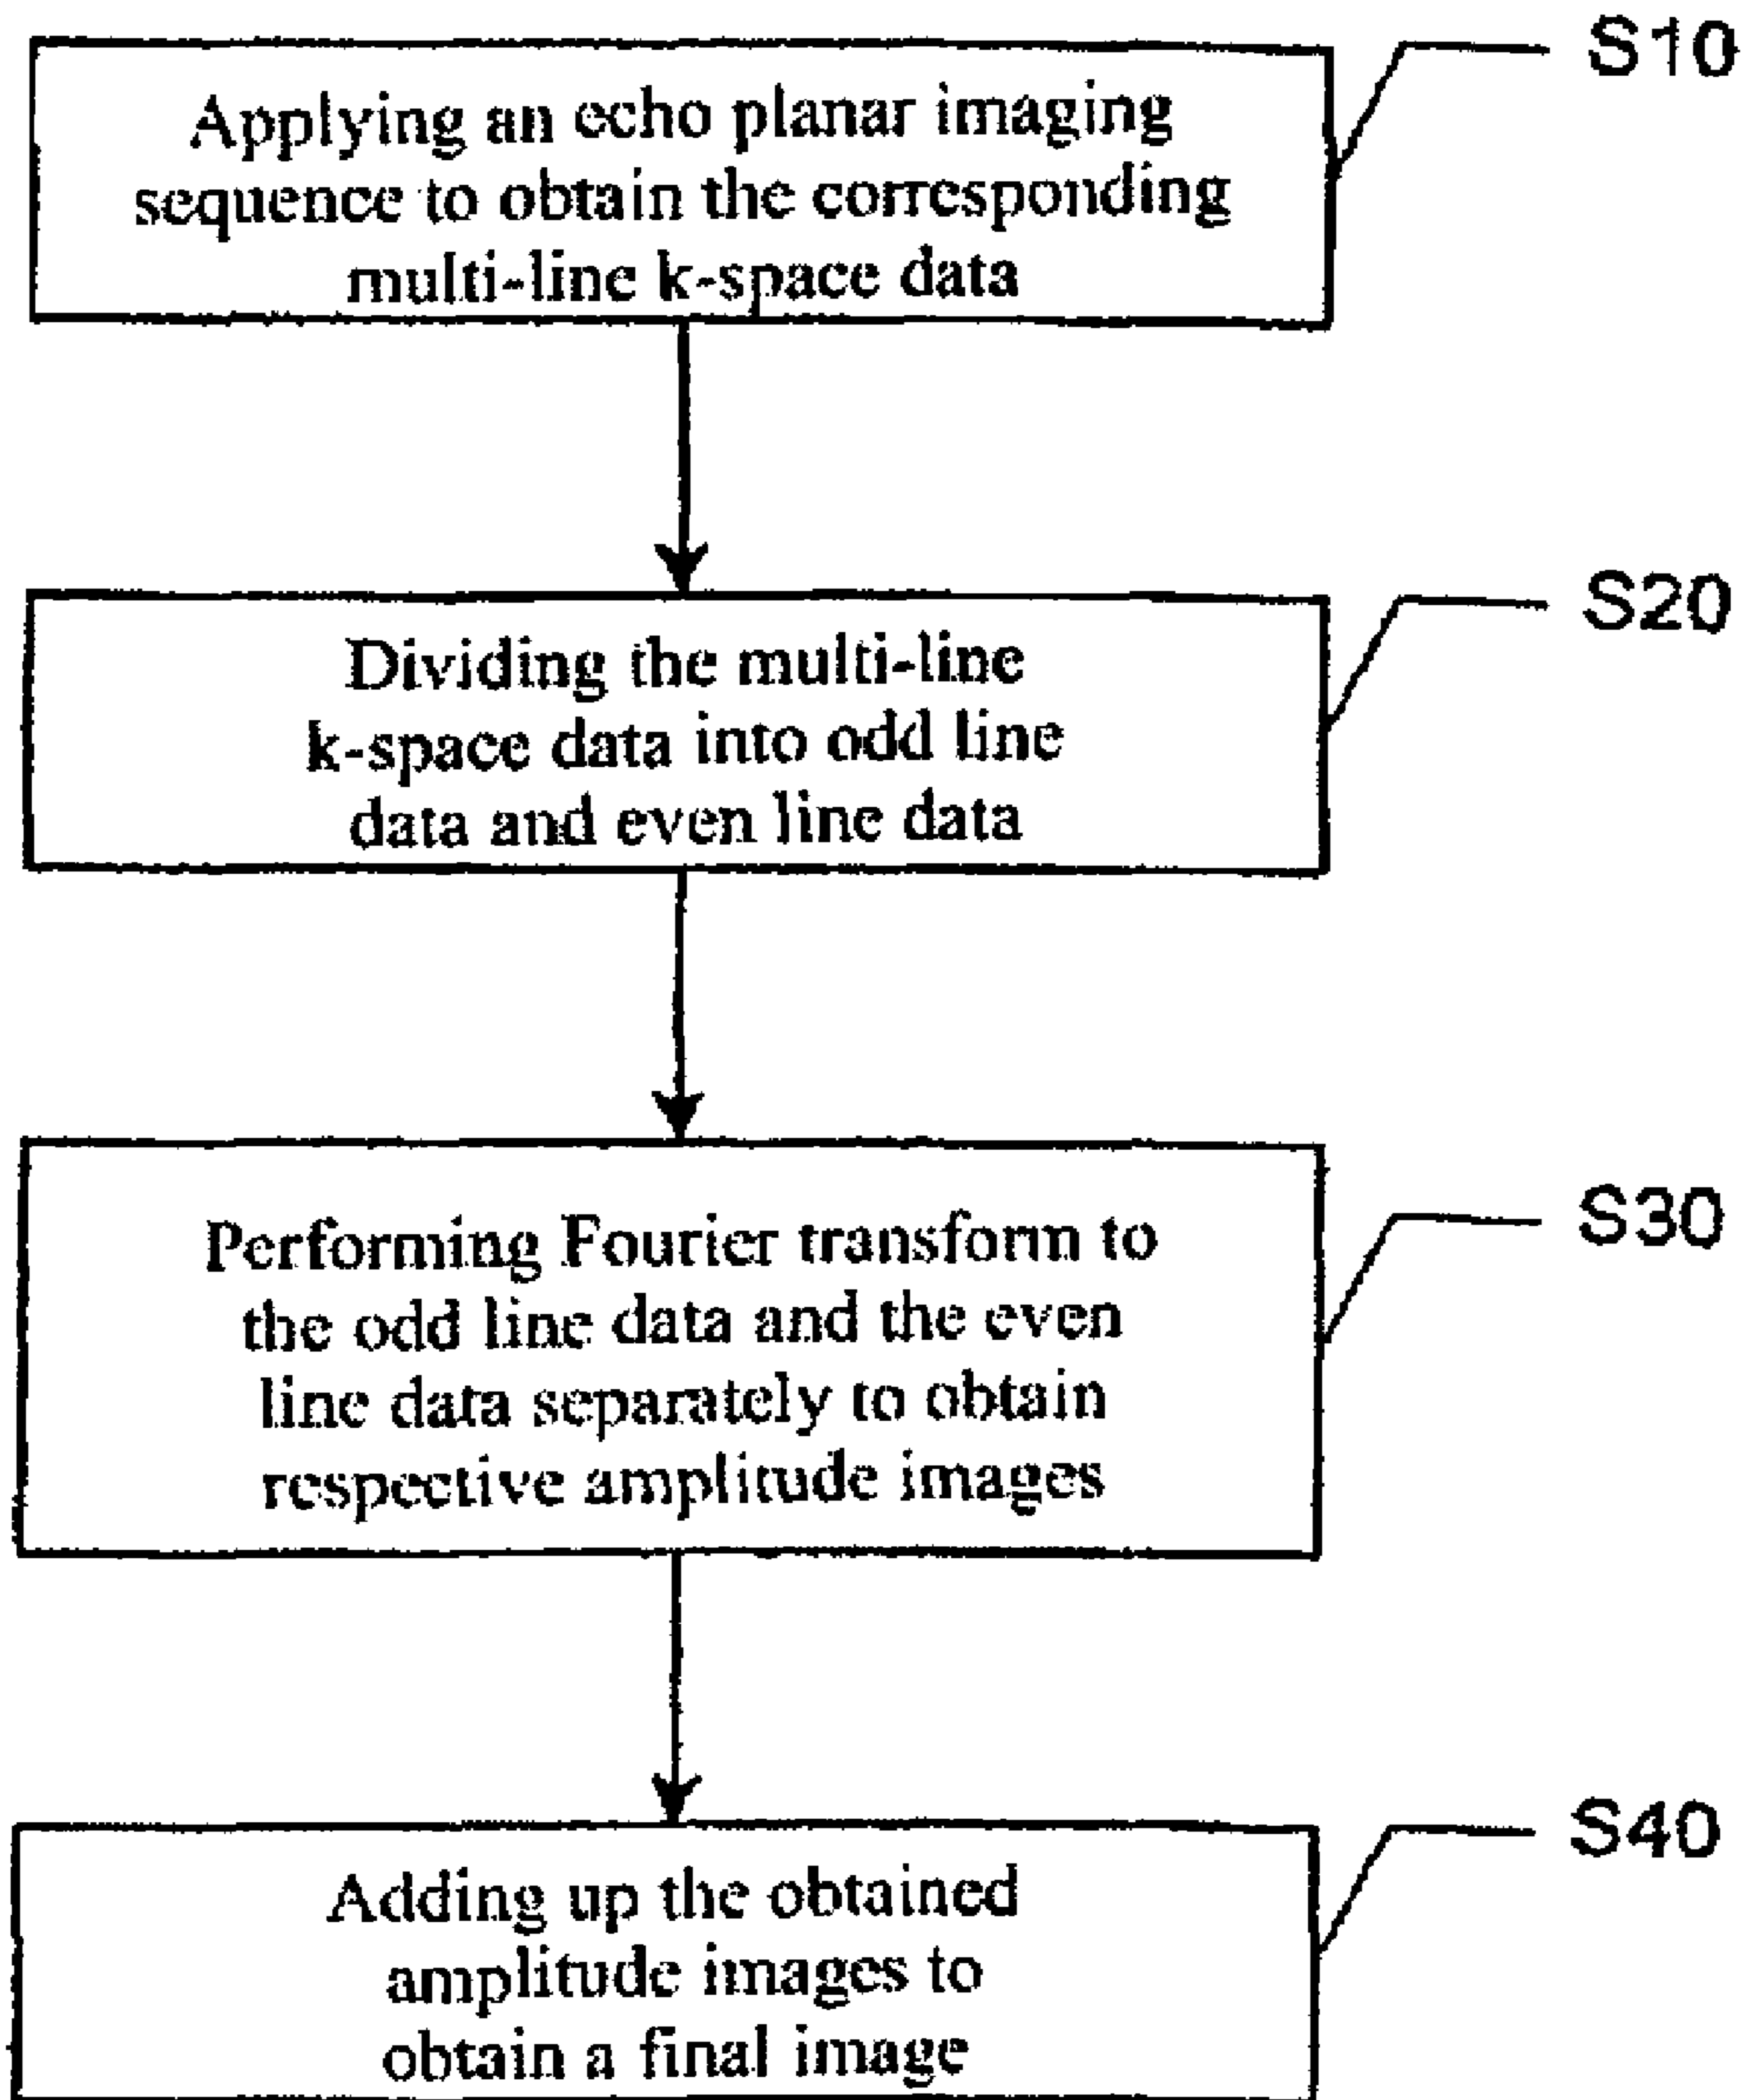 S10
Applying an echo planar imaging
sequence to obtain the corresponding
multi-line k-space data
S20
Dividing the multi-line
k-space data into odd line
data and even line data
S30
Performing Fourier transform to
the odd line data and the even
line data separately to obtain
respective amplitude images
S40
Adding up the obtained
amplitude images to
obtain a final image